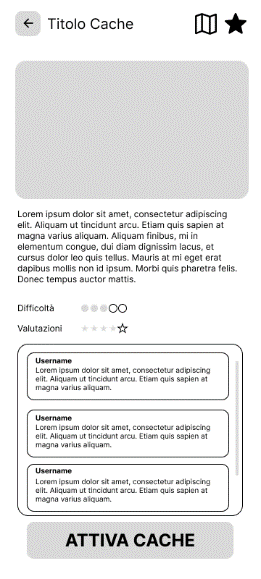 Titolo Cache
Lorem ipsum dolor sit amet, consectetur adipiscing
elit. Aliquam ut tincidunt arcu. Etiam quis sapien at
magna varius aliquam. Aliquam finibus, mi in
elementum congue, dui diam dignissim lacus, et
cursus dolor leo quis tellus. Mauris at mi eget erat
dapibus mollis non id ipsum. Morbi quis pharetra felis.
Donec tempus auctor mattis.
Difficoltà
Valutazioni
Username
Lorem ipsum dolor sit amet, consectetur adipiscing
elit. Aliquam ut tincidunt arcu. Etiam quis sapien at
magna varius aliquam.
Username
Lorem ipsum dolor sit amet, consectetur adipiscing
elit. Aliquam ut tincidunt arcu. Etiam quis sapien at
magna varius aliquam.
Username
Lorem ipsum dolor sit amet, consectetur adipiscing
elit. Aliquam ut tincidunt arcu. Etiam quis sapien at
magna varius aliquam.
ATTIVA CACHE